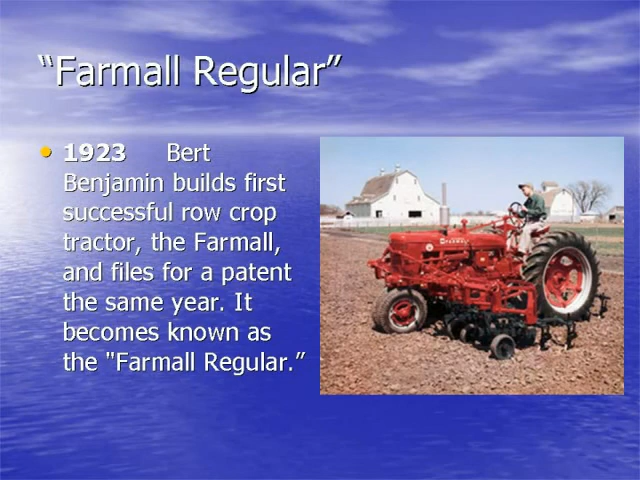 “Farmall Regular”
• 1923 Bert
Benjamin builds first
successful row crop
tractor, the Farmall,
and files for a patent
the same year. It
becomes known as
the "Farmall Regular.”
FARMALL